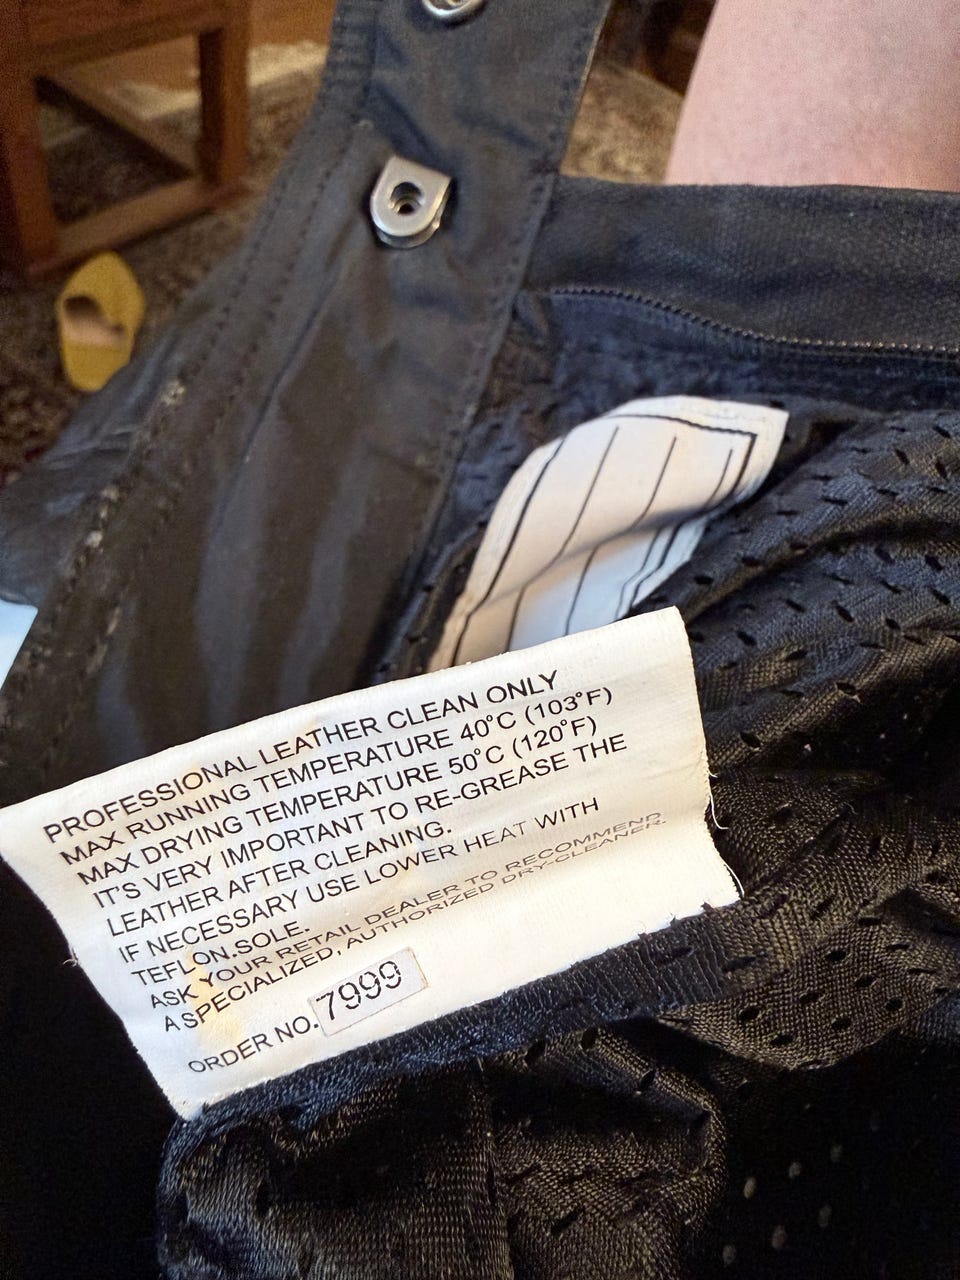 PROFESSIONAL LEATHER CLEAN ONLY
MAX RUNNING TEMPERATURE 40°C (103°F)
MAX DRYING TEMPERATURE 50°C (120°F)
IT'S VERY IMPORTANT TO RE-GREASE THE
LEATHER AFTER CLEANING.
IF NECESSARY USE LOWER HEAT WITH
TEFLON.SOLE.
ASK YOUR RETAIL DEALER TO RECOMMEND
A SPECIALIZED, AUTHORIZED DRY-CLEANER.
ORDER NO. 7999